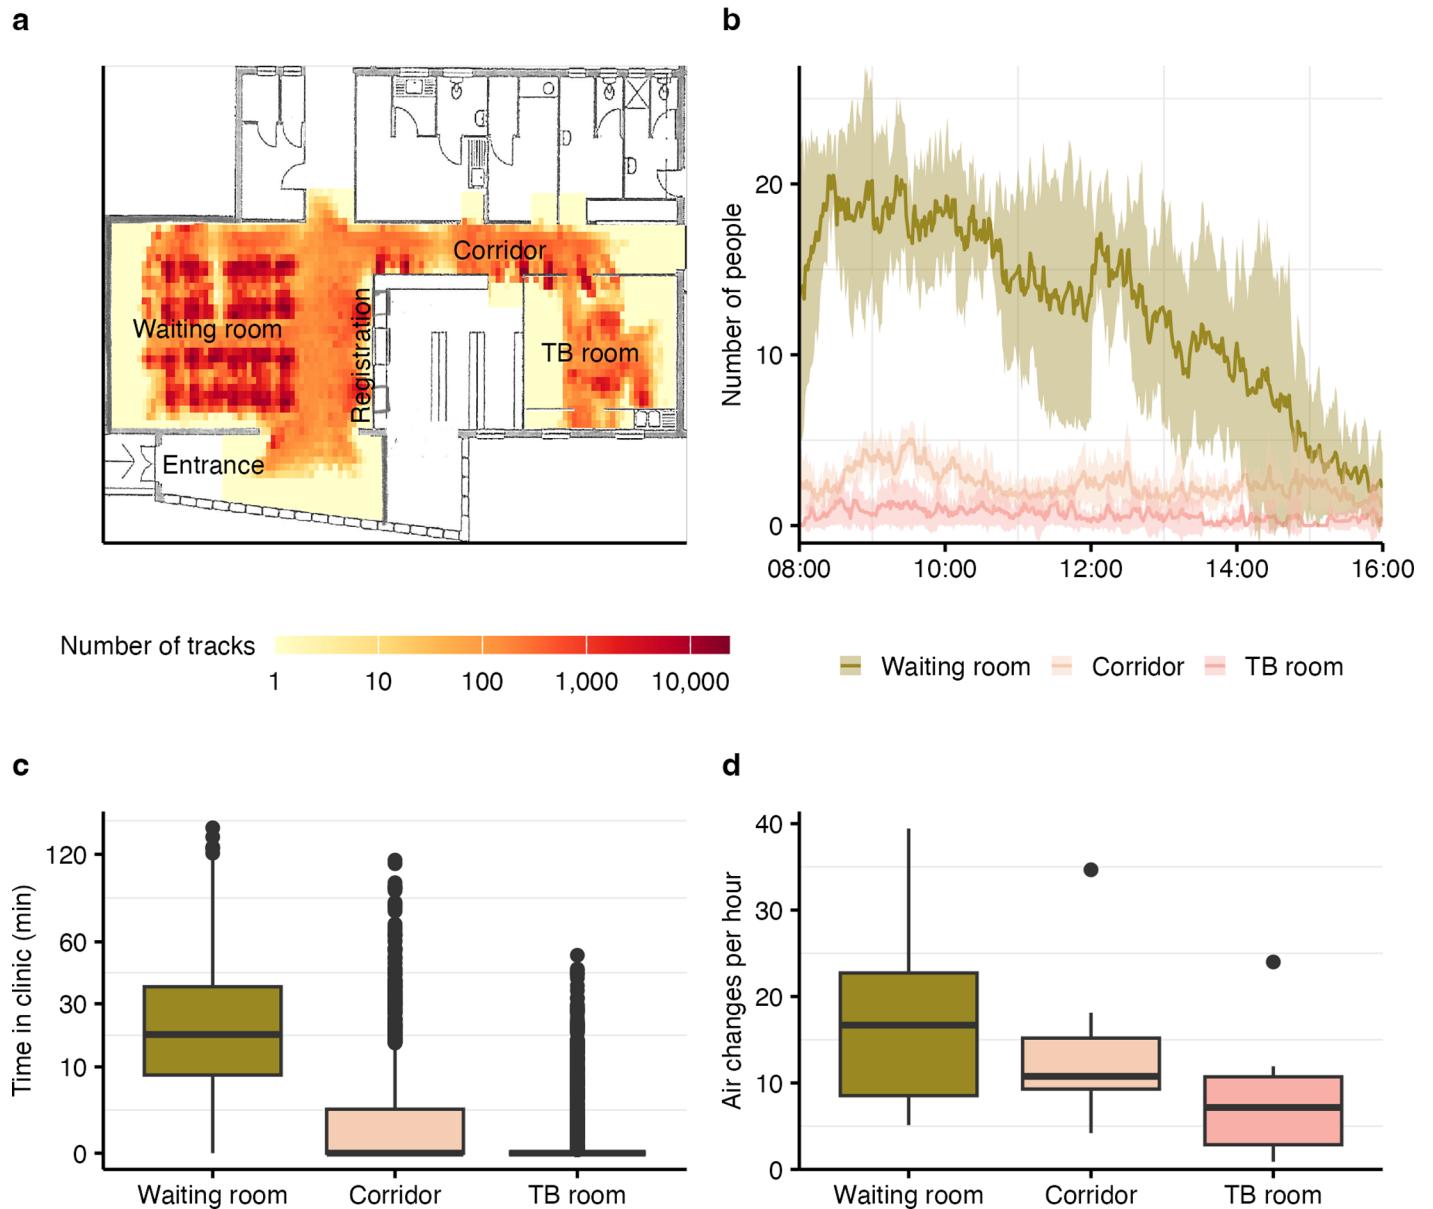 a
Corridor
Waiting room
Registration
TB room
Entrance
Number of tracks
1 10 100 1,000 10,000
b
Number of people
20
10
0
08:00 10:00 12:00 14:00 16:00
Waiting room Corridor TB room
c
Time in clinic (min)
120
60
30
10
0
Waiting room Corridor TB room
d
Air changes per hour
40
30
20
10
0
Waiting room Corridor TB room